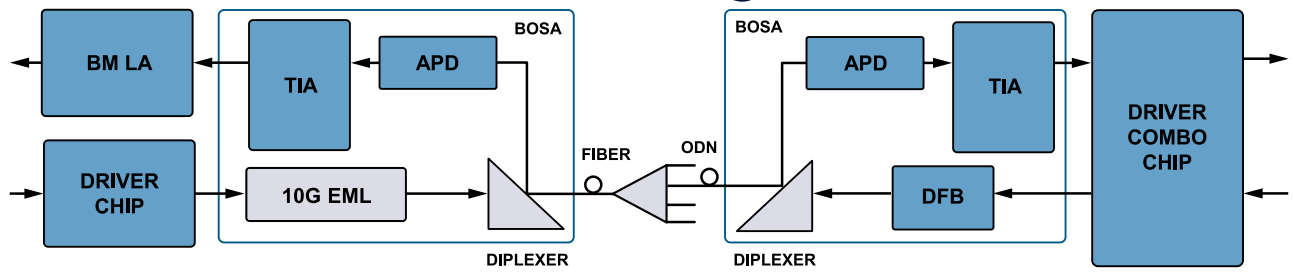 BOSA
BM LA
TIA
APD
DRIVER
CHIP
10G EML
DIPLEXER
FIBER
ODN
BOSA
APD
TIA
DFB
DIPLEXER
DRIVER
COMBO
CHIP